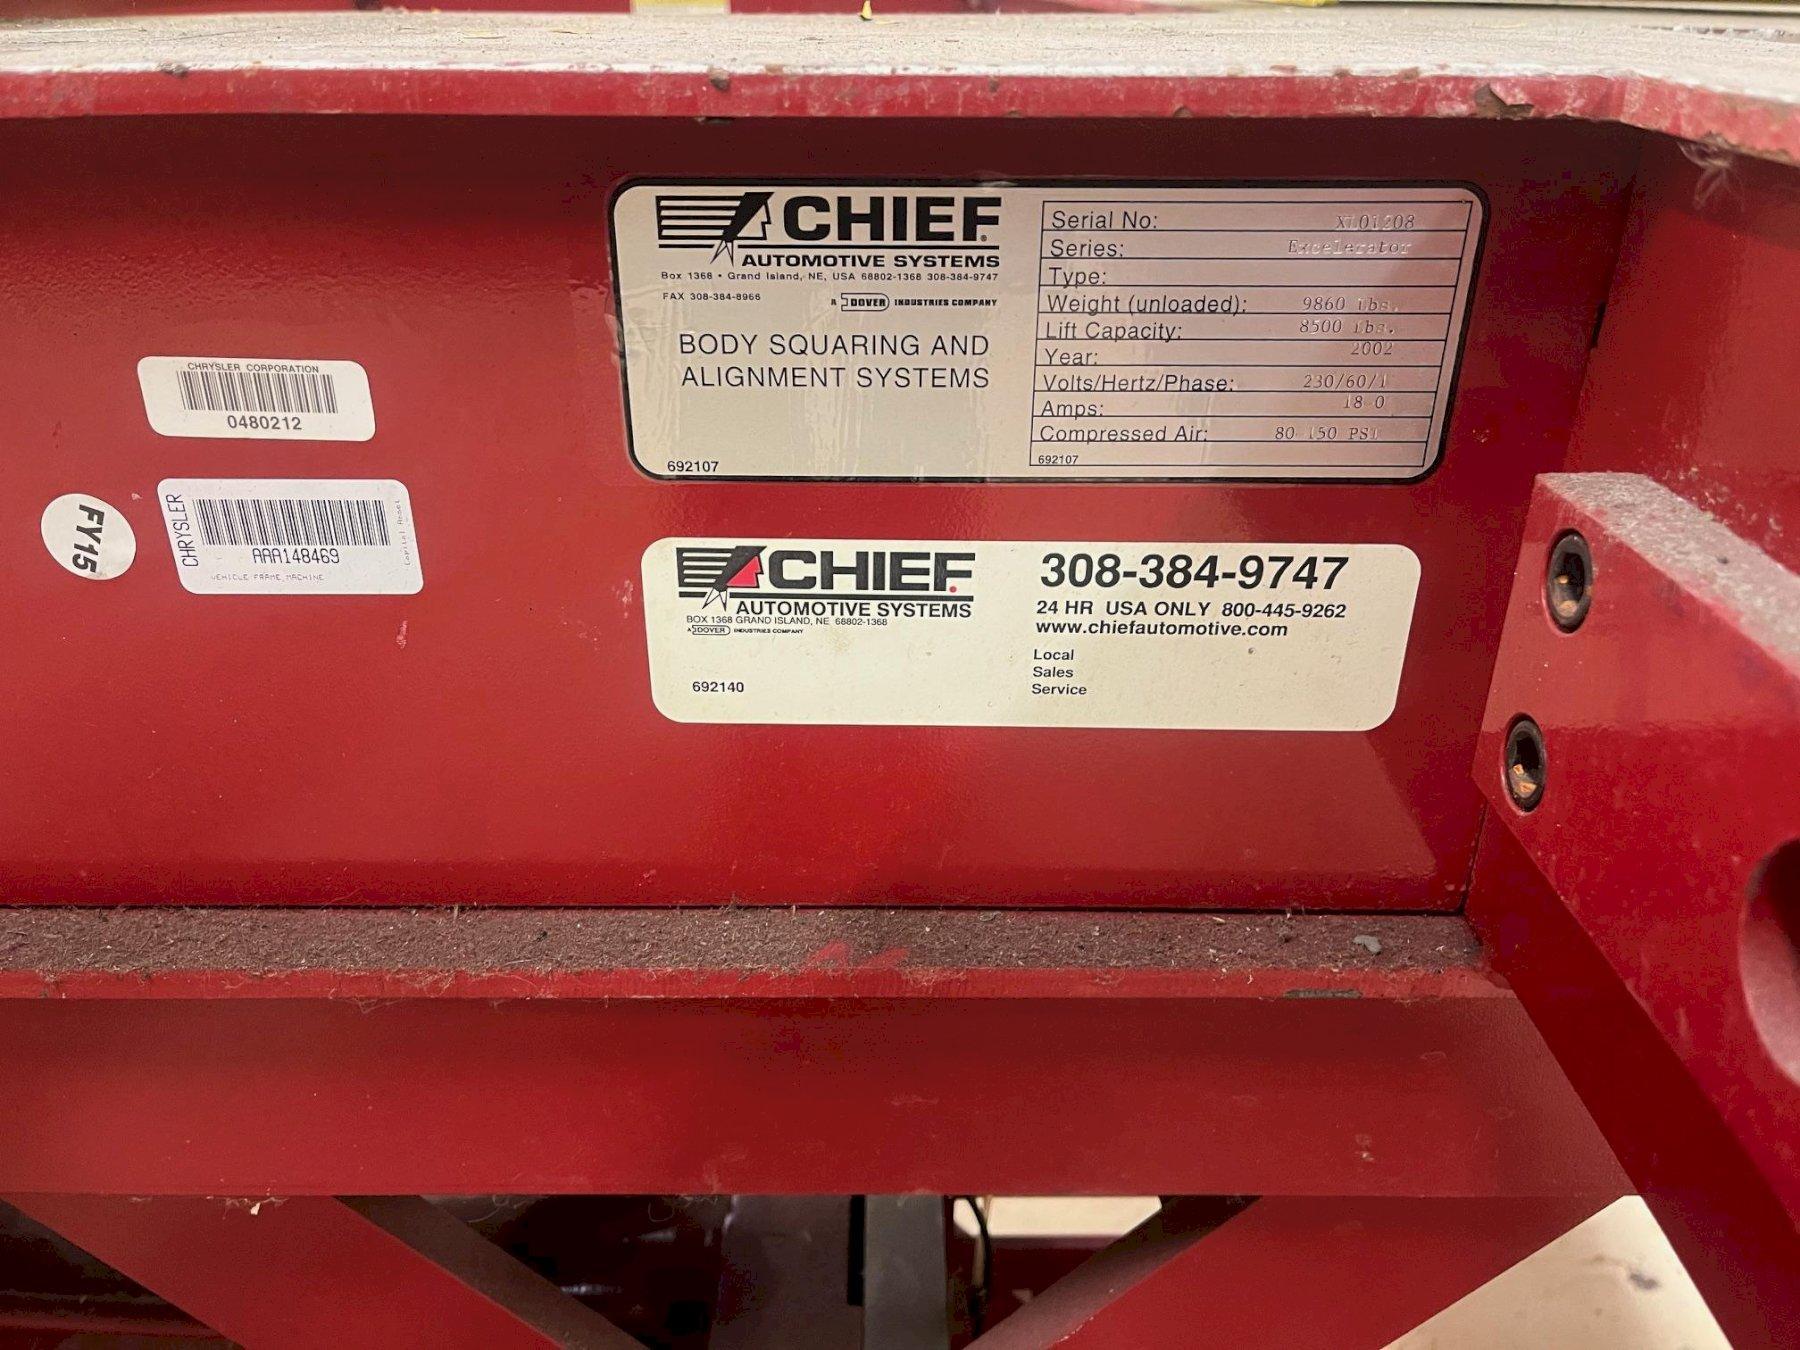 CHIEF
AUTOMOTIVE SYSTEMS
Box 1368 • Grand Island, NE, USA 68802-1368 308-384-9747
FAX 308-384-8966
A DOVER INDUSTRIES COMPANY
BODY SQUARING AND
ALIGNMENT SYSTEMS
692107
Serial No: XL01208
Series: Excelerator
Type:
Weight (unloaded): 9860 lbs.
Lift Capacity: 8500 lbs.
Year: 2002
Volts/Hertz/Phase: 230/60/1
Amps: 18.0
Compressed Air: 80-150 PSI
692107
CHRYSLER CORPORATION
0480212
FY15
CHRYSLER
AAA148469
VEHICLE FRAME MACHINE
Capital Asset
CHIEF
AUTOMOTIVE SYSTEMS
BOX 1368 GRAND ISLAND, NE 68802-1368
A DOVER INDUSTRIES COMPANY
692140
308-384-9747
24 HR USA ONLY 800-445-9262
www.chiefautomotive.com
Local
Sales
Service